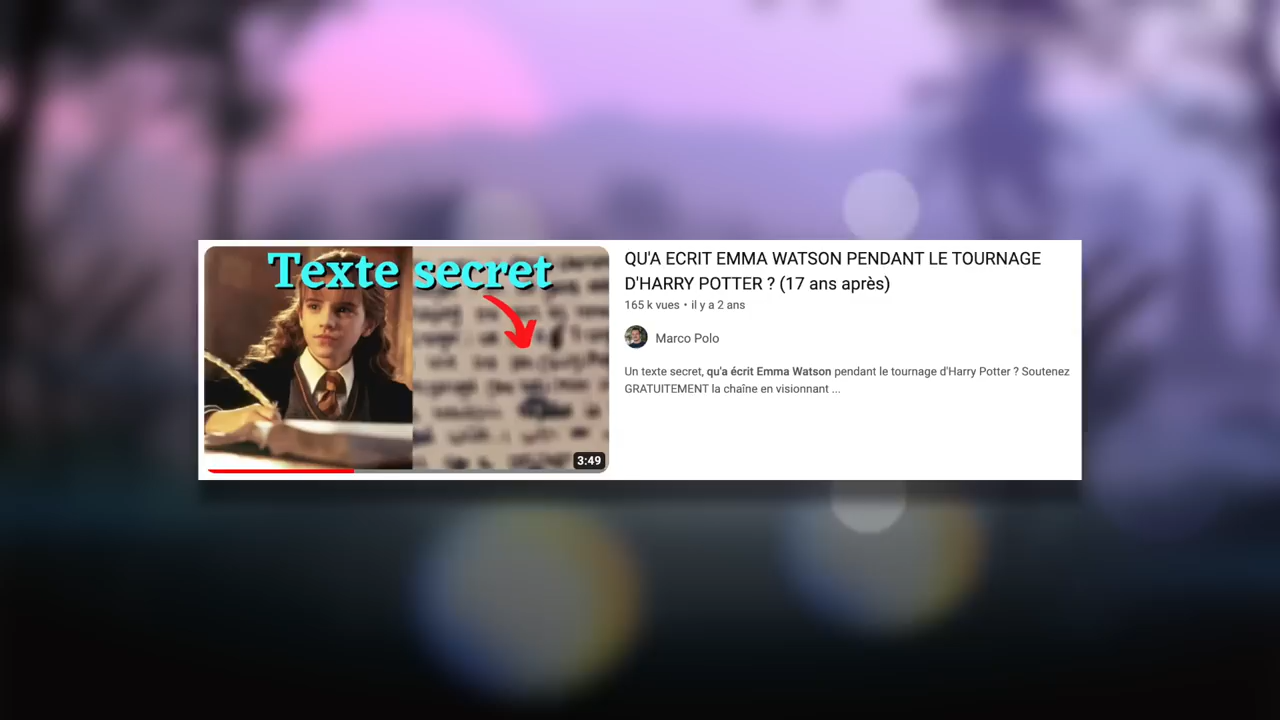 Texte secret
3:49
QU'A ECRIT EMMA WATSON PENDANT LE TOURNAGE
D'HARRY POTTER ? (17 ans après)
165 k vues • il y a 2 ans
Marco Polo
Un texte secret, qu'a écrit Emma Watson pendant le tournage d'Harry Potter ? Soutenez
GRATUITEMENT la chaîne en visionnant ...